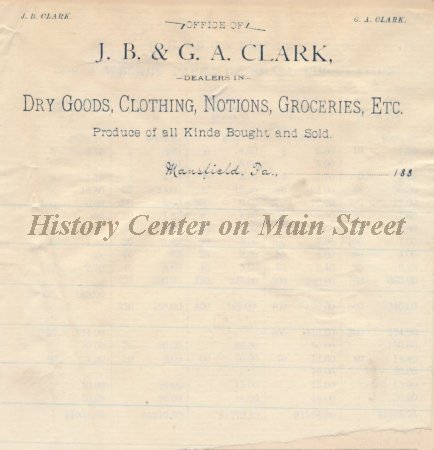 J. B. CLARK. G. A. CLARK.
OFFICE OF
J. B. & G. A. CLARK,
—DEALERS IN—
DRY GOODS, CLOTHING, NOTIONS, GROCERIES, ETC.
Produce of all Kinds Bought and Sold.
Mansfield, Pa., 188
History Center on Main Street